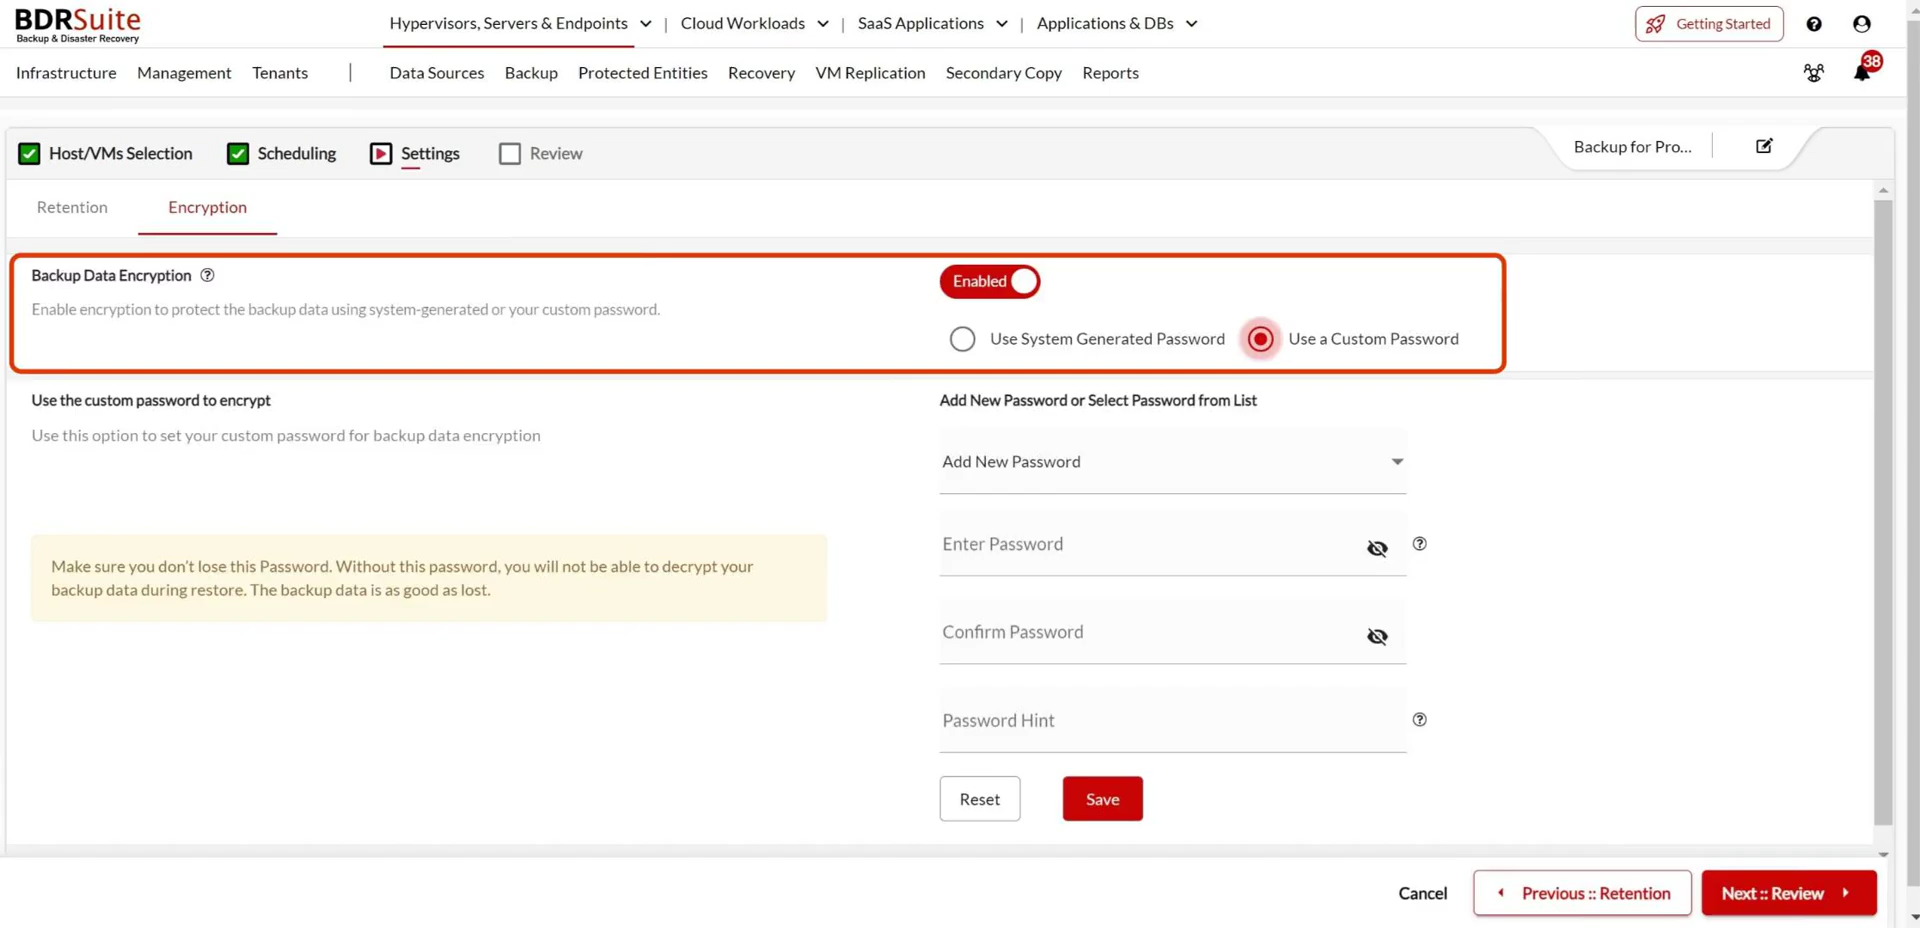 BDRSuite
Backup & Disaster Recovery
Hypervisors, Servers & Endpoints | Cloud Workloads | SaaS Applications | Applications & DBs
Getting Started
Infrastructure Management Tenants | Data Sources Backup Protected Entities Recovery VM Replication Secondary Copy Reports
38
Host/VMs Selection Scheduling Settings Review
Backup for Pro...
Retention Encryption
Backup Data Encryption
Enabled
Enable encryption to protect the backup data using system-generated or your custom password.
Use System Generated Password Use a Custom Password
Use the custom password to encrypt
Add New Password or Select Password from List
Use this option to set your custom password for backup data encryption
Add New Password
Enter Password
Make sure you don't lose this Password. Without this password, you will not be able to decrypt your
backup data during restore. The backup data is as good as lost.
Confirm Password
Password Hint
Reset Save
Cancel Previous :: Retention Next :: Review